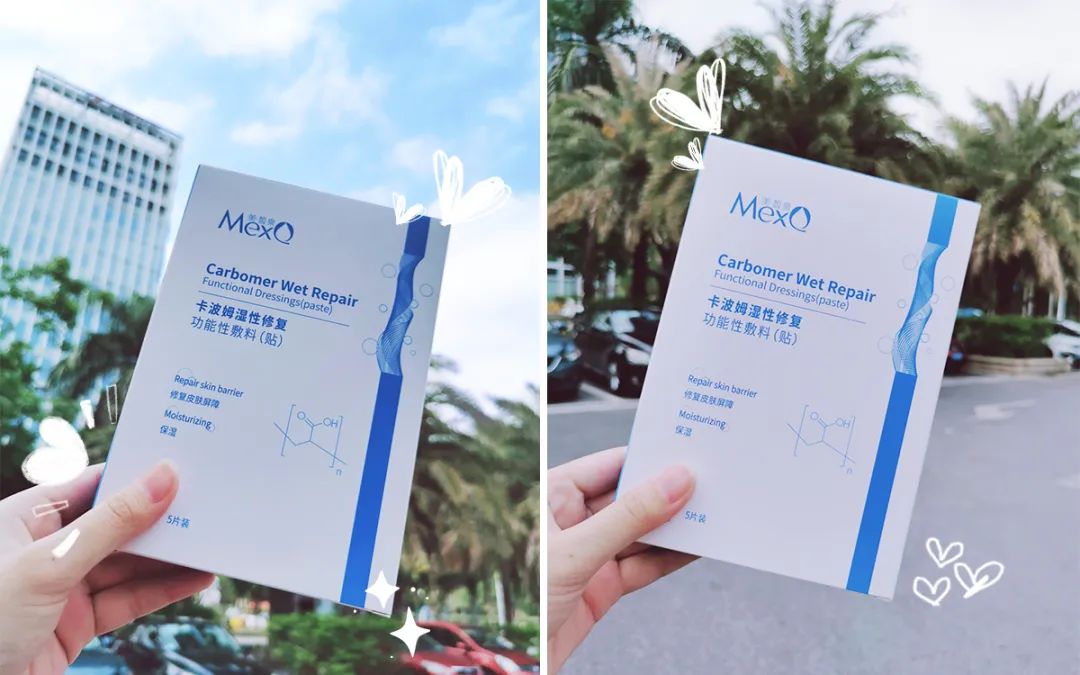 美如泉
MexQ
Carbomer Wet Repair
Functional Dressings(paste)
卡波姆湿性修复
功能性敷料(贴)
Repair skin barrier
修复皮肤屏障
Moisturizing
保湿
OH
O
n
5片装
MexQ
Carbomer Wet Repair
Functional Dressings(paste)
卡波姆湿性修复
功能性敷料(贴)
Repair skin barrier
修复皮肤屏障
Moisturizing
保湿
O
OH
n
5片装